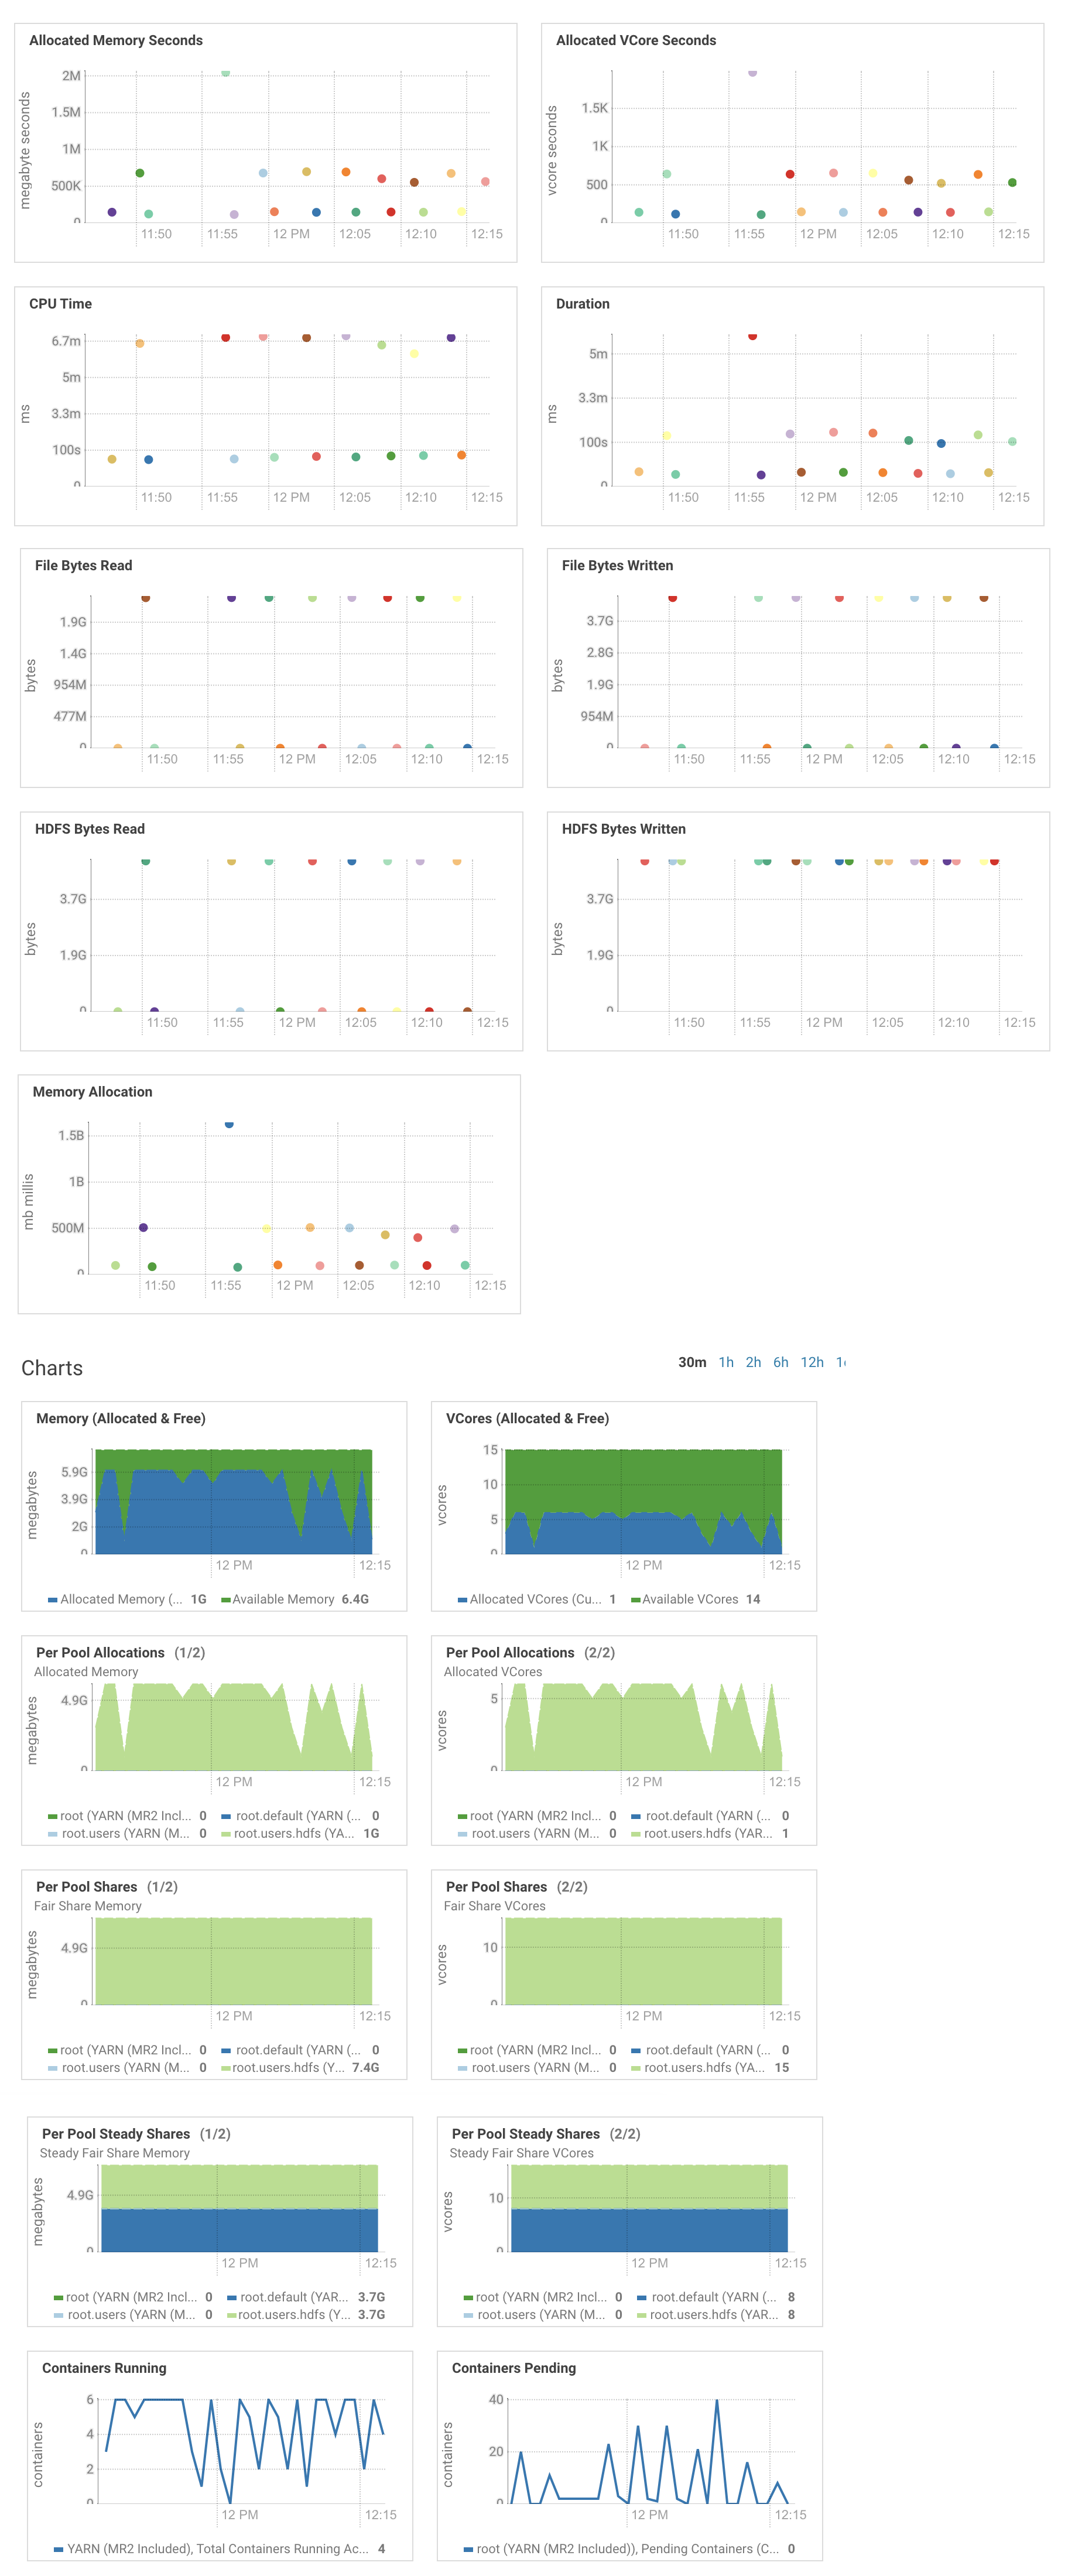 Allocated Memory Seconds
megabyte seconds
2M
1.5M
1M
500K
0
11:50 11:55 12 PM 12:05 12:10 12:15
Allocated VCore Seconds
vcore seconds
1.5K
1K
500
0
11:50 11:55 12 PM 12:05 12:10 12:15
CPU Time
ms
6.7m
5m
3.3m
100s
0
11:50 11:55 12 PM 12:05 12:10 12:15
Duration
ms
5m
3.3m
100s
0
11:50 11:55 12 PM 12:05 12:10 12:15
File Bytes Read
bytes
1.9G
1.4G
954M
477M
0
11:50 11:55 12 PM 12:05 12:10 12:15
File Bytes Written
bytes
3.7G
2.8G
1.9G
954M
0
11:50 11:55 12 PM 12:05 12:10 12:15
HDFS Bytes Read
bytes
3.7G
1.9G
0
11:50 11:55 12 PM 12:05 12:10 12:15
HDFS Bytes Written
bytes
3.7G
1.9G
0
11:50 11:55 12 PM 12:05 12:10 12:15
Memory Allocation
mb millis
1.5B
1B
500M
0
11:50 11:55 12 PM 12:05 12:10 12:15
Charts
30m 1h 2h 6h 12h
Memory (Allocated & Free)
megabytes
5.9G
3.9G
2G
0
12 PM 12:15
Allocated Memory (... 1G Available Memory 6.4G
VCores (Allocated & Free)
vcores
15
10
5
0
12 PM 12:15
Allocated VCores (Cu... 1 Available VCores 14
Per Pool Allocations (1/2)
Allocated Memory
megabytes
4.9G
0
12 PM 12:15
root (YARN (MR2 Incl... 0 root.default (YARN (... 0
root.users (YARN (M... 0 root.users.hdfs (YA... 1G
Per Pool Allocations (2/2)
Allocated VCores
vcores
5
0
12 PM 12:15
root (YARN (MR2 Incl... 0 root.default (YARN (... 0
root.users (YARN (M... 0 root.users.hdfs (YAR... 1
Per Pool Shares (1/2)
Fair Share Memory
megabytes
4.9G
0
12 PM 12:15
root (YARN (MR2 Incl... 0 root.default (YARN (... 0
root.users (YARN (M... 0 root.users.hdfs (Y... 7.4G
Per Pool Shares (2/2)
Fair Share VCores
vcores
10
0
12 PM 12:15
root (YARN (MR2 Incl... 0 root.default (YARN (... 0
root.users (YARN (M... 0 root.users.hdfs (YA... 15
Per Pool Steady Shares (1/2)
Steady Fair Share Memory
megabytes
4.9G
0
12 PM 12:15
root (YARN (MR2 Incl... 0 root.default (YAR... 3.7G
root.users (YARN (M... 0 root.users.hdfs (Y... 3.7G
Per Pool Steady Shares (2/2)
Steady Fair Share VCores
vcores
10
0
12 PM 12:15
root (YARN (MR2 Incl... 0 root.default (YARN (... 8
root.users (YARN (M... 0 root.users.hdfs (YAR... 8
Containers Running
containers
6
4
2
0
12 PM 12:15
YARN (MR2 Included), Total Containers Running Ac... 4
Containers Pending
containers
40
20
0
12 PM 12:15
root (YARN (MR2 Included)), Pending Containers (C... 0